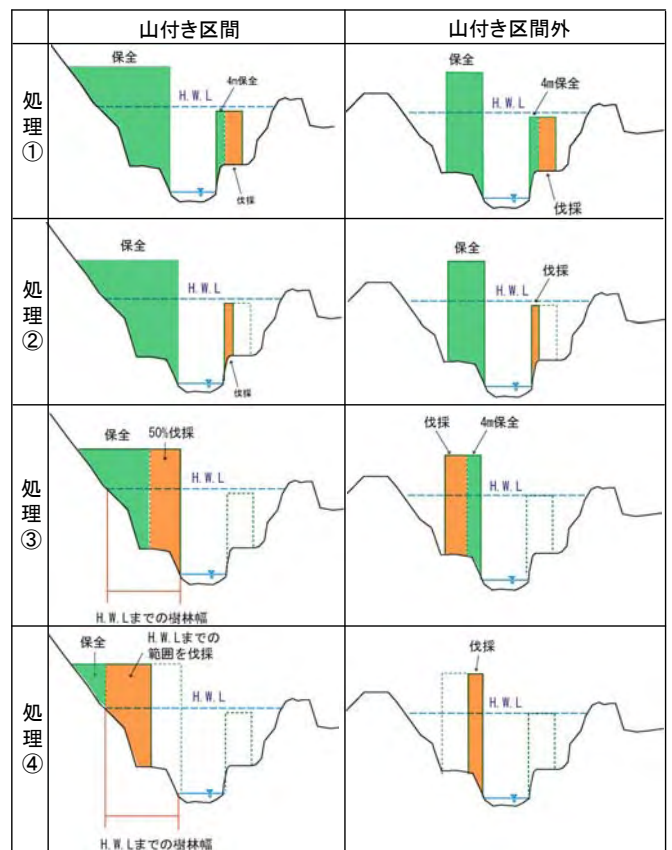 山付き区間
山付き区間外
処理①
保全
4m保全
H.W.L
伐採
保全
4m保全
H.W.L
伐採
処理②
保全
H.W.L
伐採
保全
伐採
H.W.L
処理③
保全
50%伐採
H.W.L
H.W.Lまでの樹林幅
伐採
4m保全
H.W.L
処理④
保全
H.W.Lまでの
範囲を伐採
H.W.L
H.W.Lまでの樹林幅
伐採
H.W.L